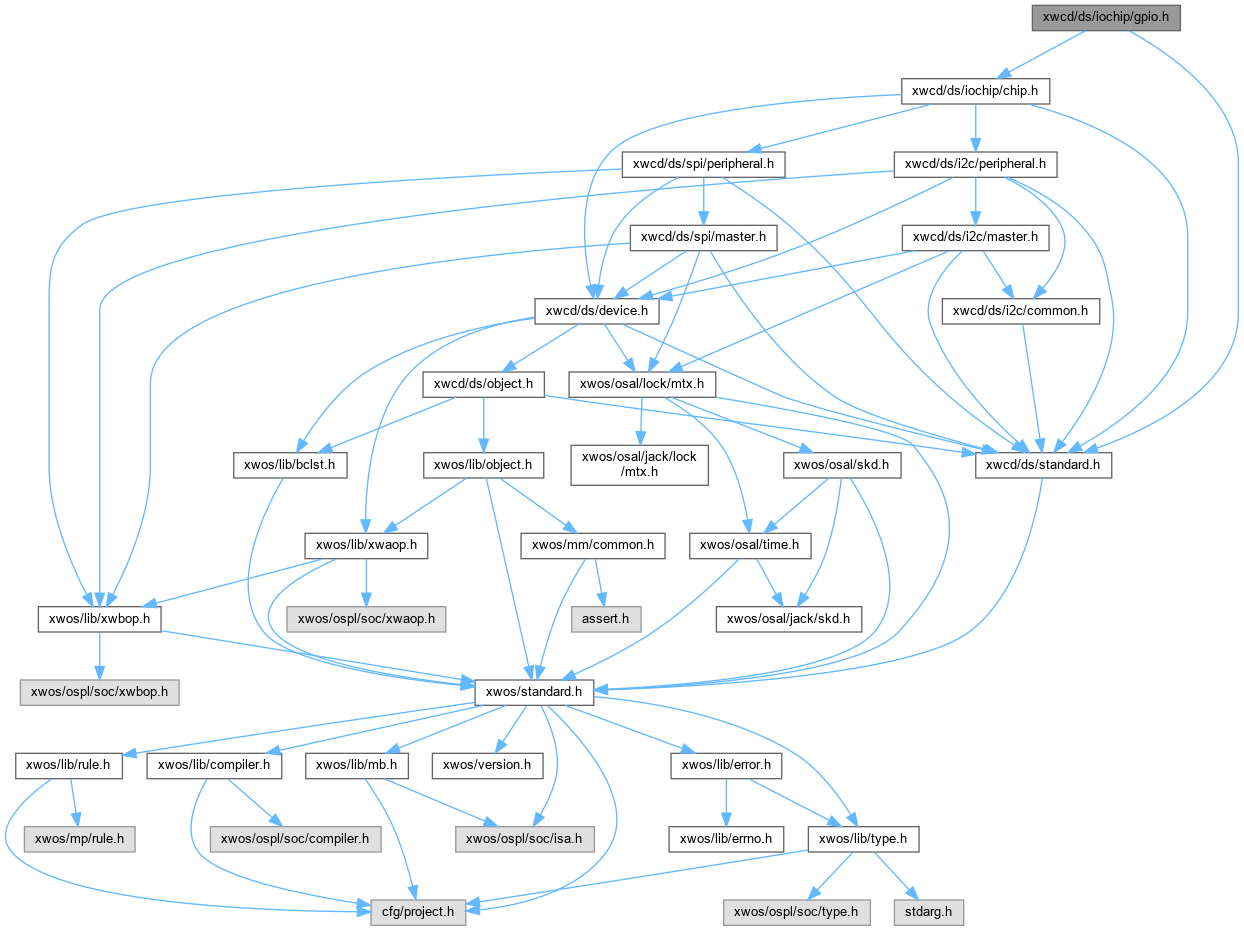 xwcd/ds/iochip/gpio.h
xwcd/ds/iochip/chip.h
xwcd/ds/spi/peripheral.h
xwcd/ds/i2c/peripheral.h
xwcd/ds/spi/master.h
xwcd/ds/i2c/master.h
xwcd/ds/device.h
xwcd/ds/i2c/common.h
xwcd/ds/object.h
xwos/osal/lock/mtx.h
xwos/lib/bclst.h
xwos/lib/object.h
xwos/osal/jack/lock
/mtx.h
xwos/osal/skd.h
xwcd/ds/standard.h
xwos/lib/xwaop.h
xwos/mm/common.h
xwos/osal/time.h
xwos/lib/xwbop.h
xwos/ospl/soc/xwaop.h
assert.h
xwos/osal/jack/skd.h
xwos/ospl/soc/xwbop.h
xwos/standard.h
xwos/lib/rule.h
xwos/lib/compiler.h
xwos/lib/mb.h
xwos/version.h
xwos/lib/error.h
xwos/mp/rule.h
xwos/ospl/soc/compiler.h
xwos/ospl/soc/isa.h
xwos/lib/errno.h
xwos/lib/type.h
cfg/project.h
xwos/ospl/soc/type.h
stdarg.h